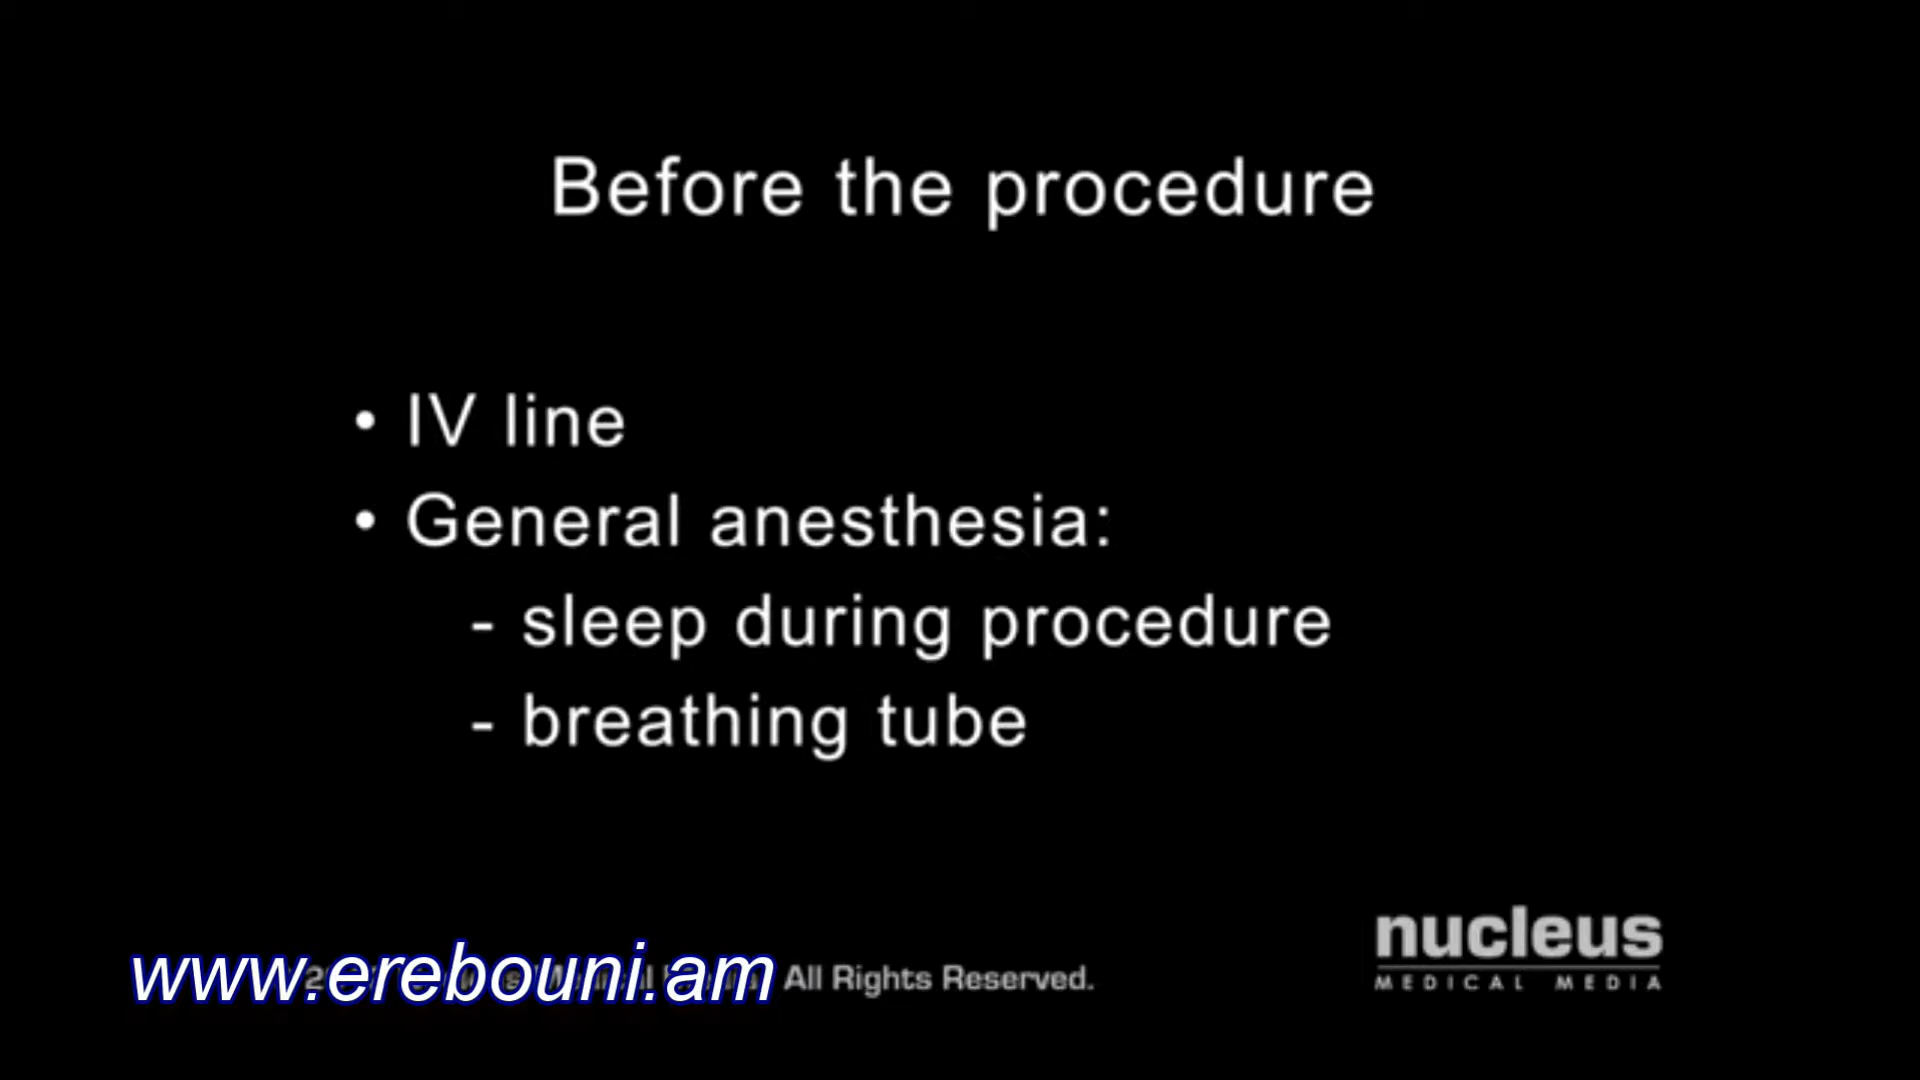 Before the procedure
• IV line
• General anesthesia:
- sleep during procedure
- breathing tube
nucleus
MEDICAL MEDIA
www.erebouni.am
All Rights Reserved.